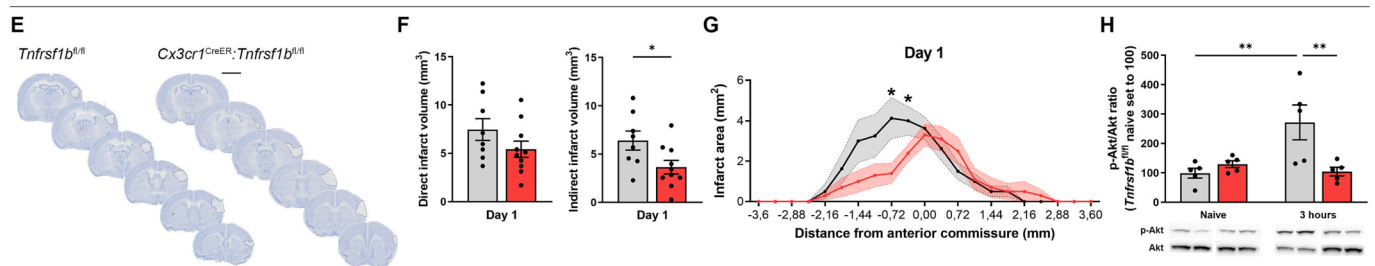 E
Tnfrsf1b^fl/fl
Cx3cr1^CreER:Tnfrsf1b^fl/fl
F
Direct infarct volume (mm³)
15
10
5
0
Day 1
Indirect infarct volume (mm³)
15
10
5
0
*
Day 1
G
Day 1
Infarct area (mm²)
6
4
2
0
* *
-3,6 -2,88 -2,16 -1,44 -0,72 0,00 0,72 1,44 2,16 2,88 3,60
Distance from anterior commissure (mm)
H
p-Akt/Akt ratio
(Tnfrsf1b^fl/fl naive set to 100)
500
400
300
200
100
0
** **
Naive 3 hours
p-Akt
Akt